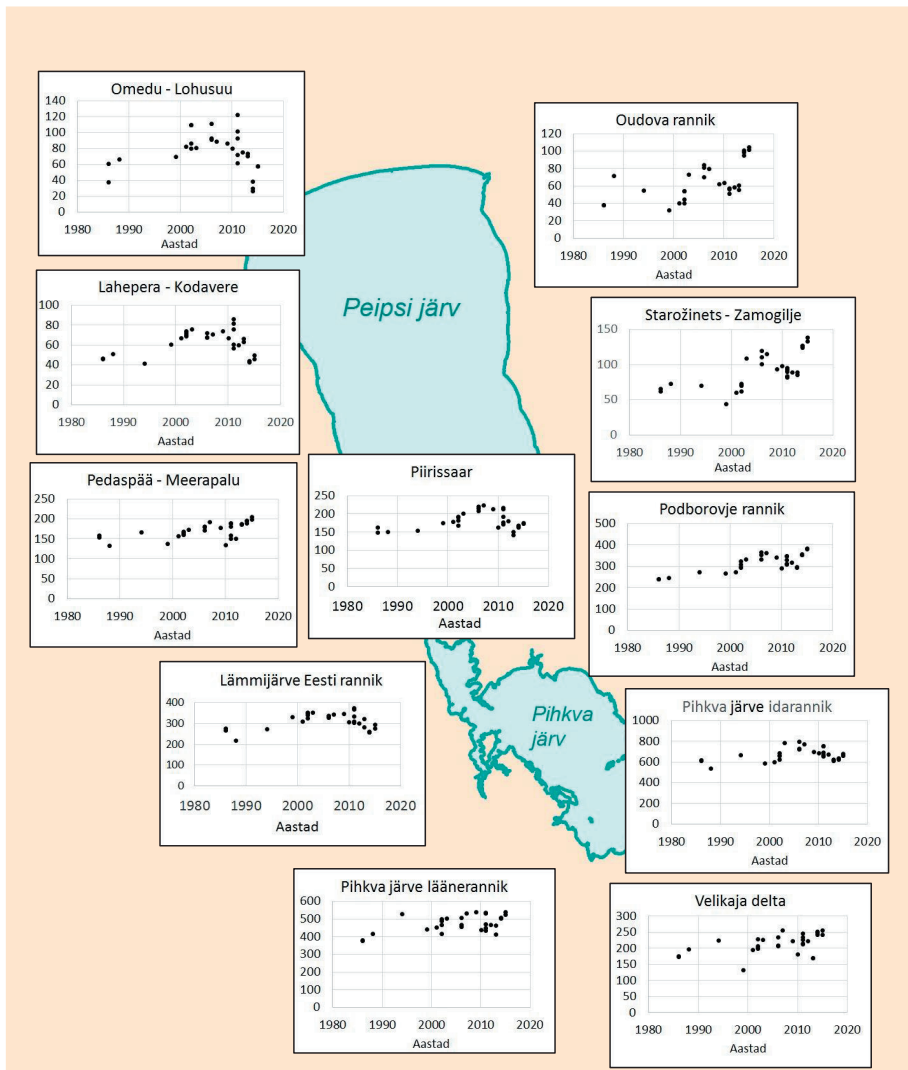 Omedu - Lohusuu
140
120
100
80
60
40
20
0
1980 1990 2000 2010 2020
Aastad
Oudova rannik
120
100
80
60
40
20
0
1980 1990 2000 2010 2020
Aastad
Peipsi järv
Lahepera - Kodavere
100
80
60
40
20
0
1980 1990 2000 2010 2020
Aastad
Starožinets - Zamogilje
150
100
50
0
1980 1990 2000 2010 2020
Aastad
Pedaspää - Meerapalu
250
200
150
100
50
0
1980 1990 2000 2010 2020
Aastad
Piirissaar
250
200
150
100
50
0
1980 1990 2000 2010 2020
Aastad
Podborovje rannik
500
400
300
200
100
0
1980 1990 2000 2010 2020
Aastad
Lämmijärve Eesti rannik
400
300
200
100
0
1980 1990 2000 2010 2020
Aastad
Pihkva
järv
Pihkva järve idarannik
1000
800
600
400
200
0
1980 1990 2000 2010 2020
Aastad
Pihkva järve läänerannik
600
500
400
300
200
100
0
1980 1990 2000 2010 2020
Aastad
Velikaja delta
300
250
200
150
100
50
0
1980 1990 2000 2010 2020
Aastad